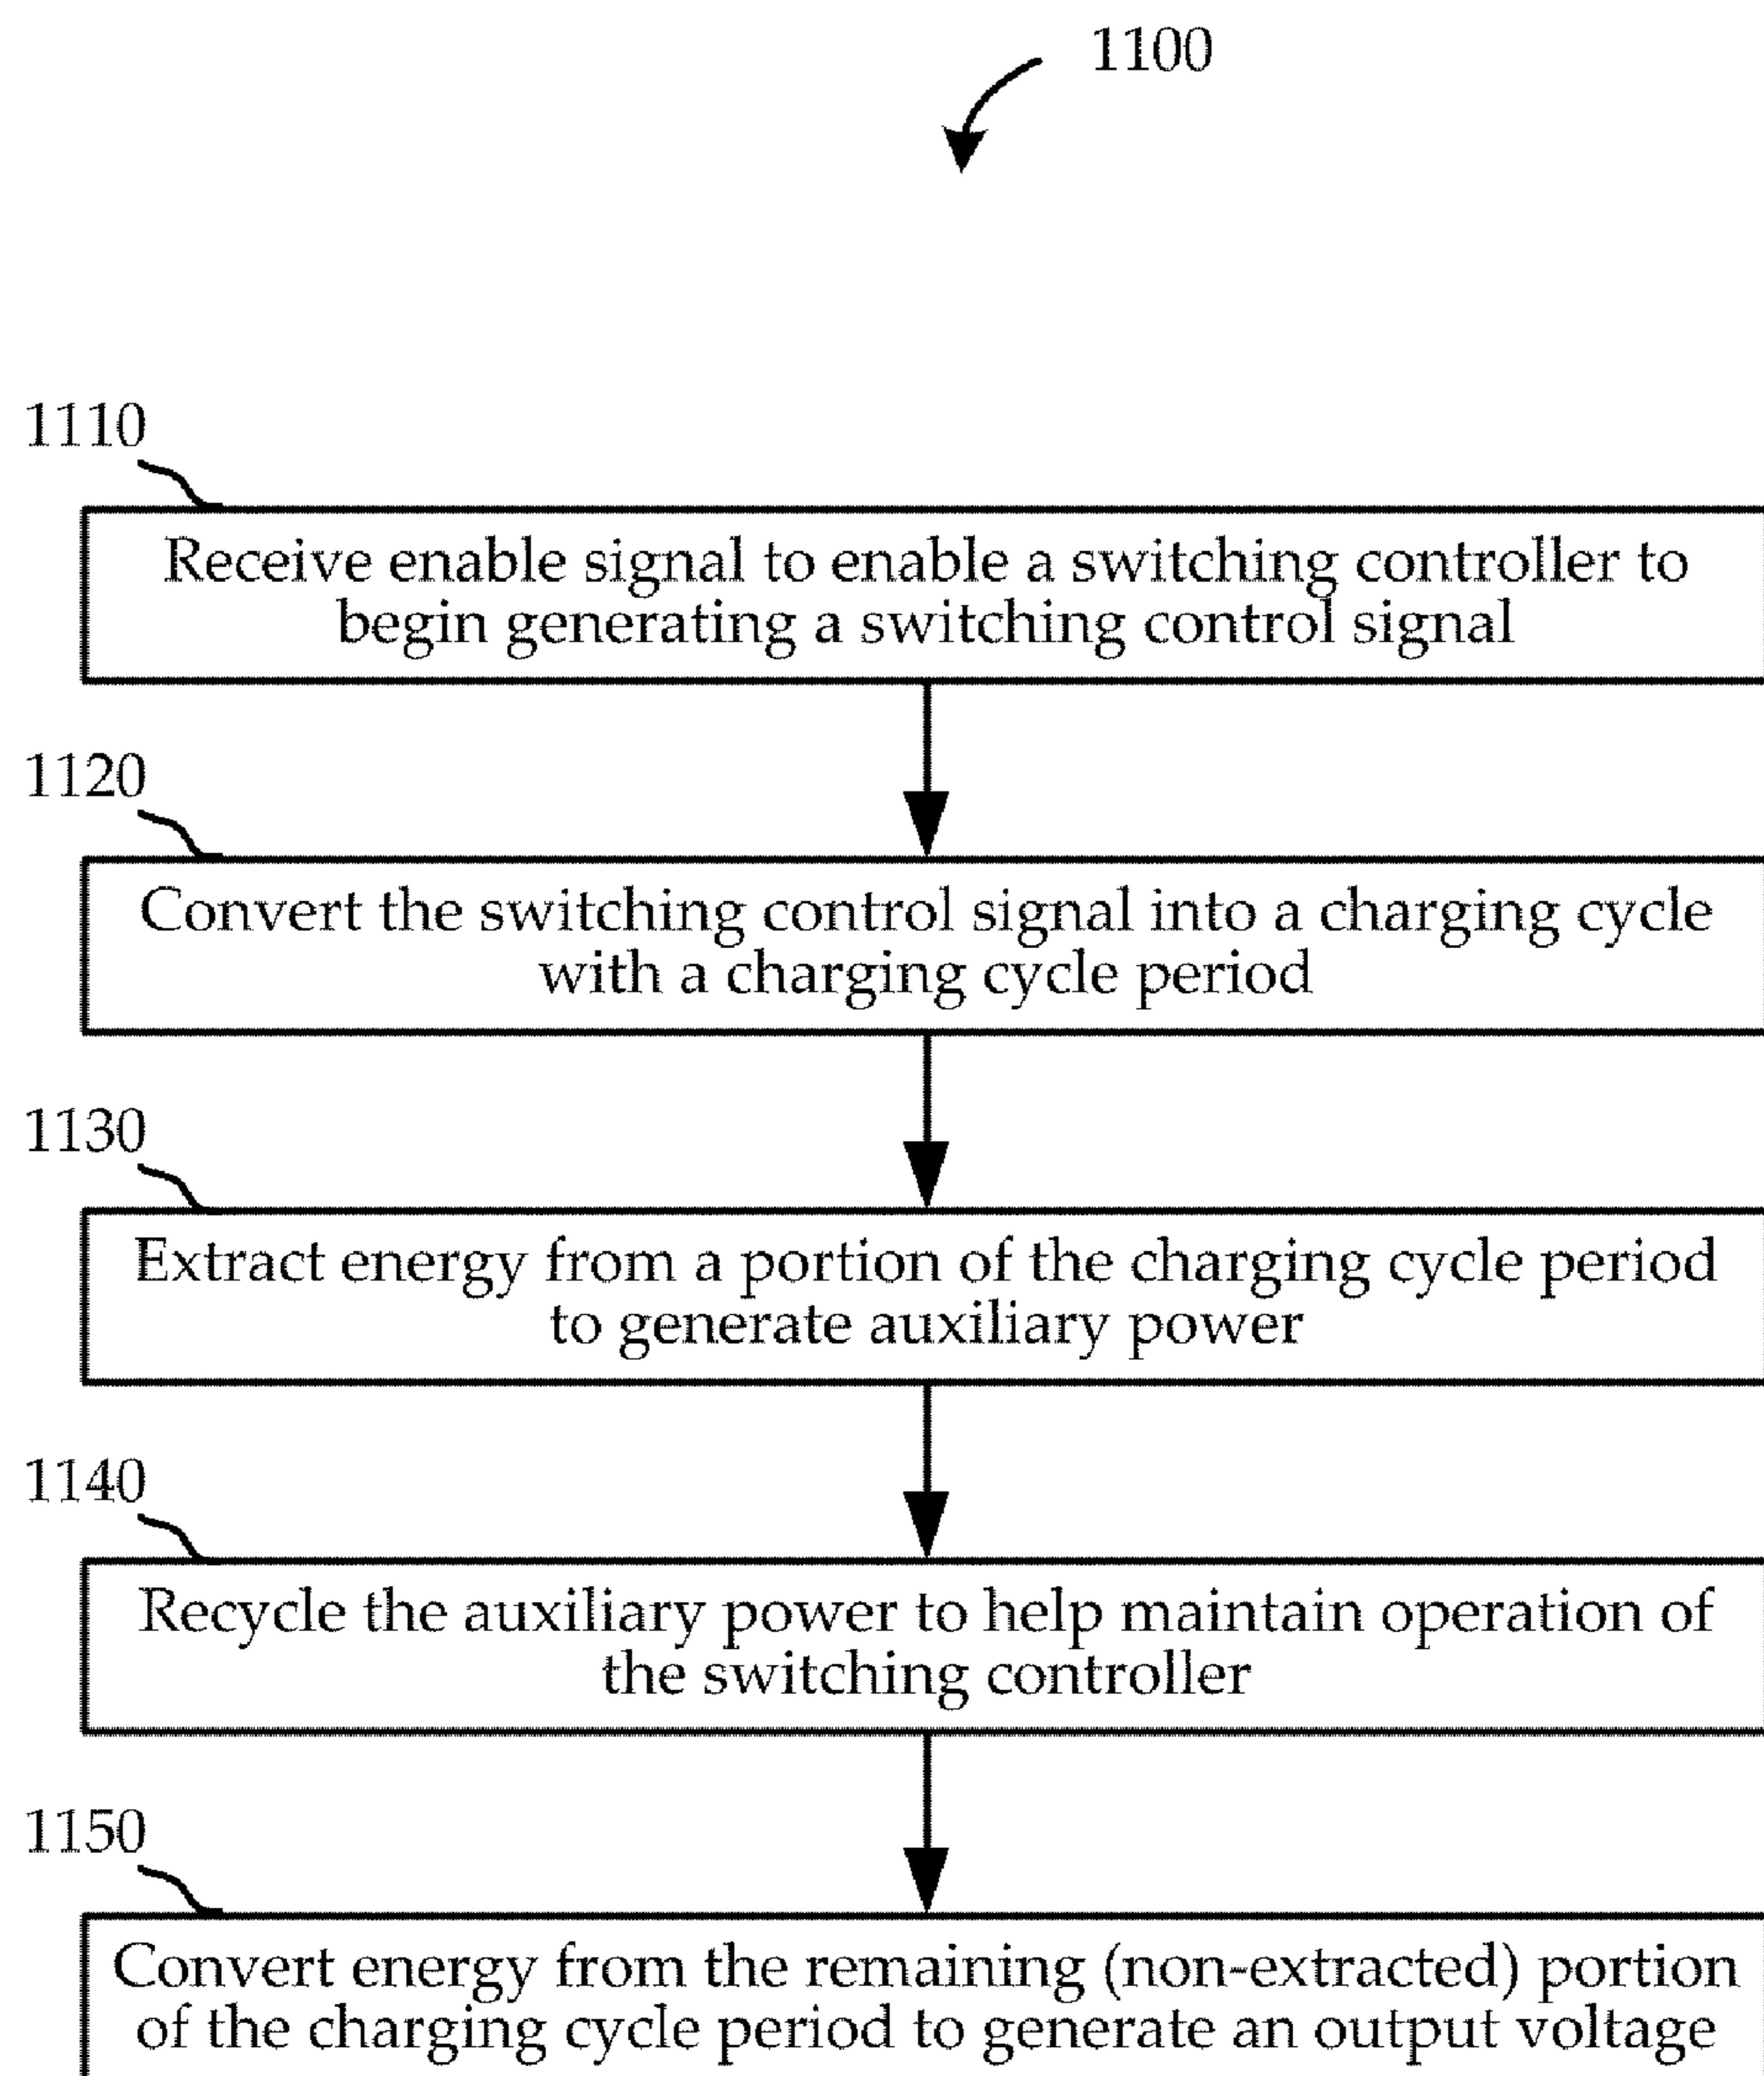 1100
1110
Receive enable signal to enable a switching controller to
begin generating a switching control signal
1120
Convert the switching control signal into a charging cycle
with a charging cycle period
1130
Extract energy from a portion of the charging cycle period
to generate auxiliary power
1140
Recycle the auxiliary power to help maintain operation of
the switching controller
1150
Convert energy from the remaining (non-extracted) portion
of the charging cycle period to generate an output voltage